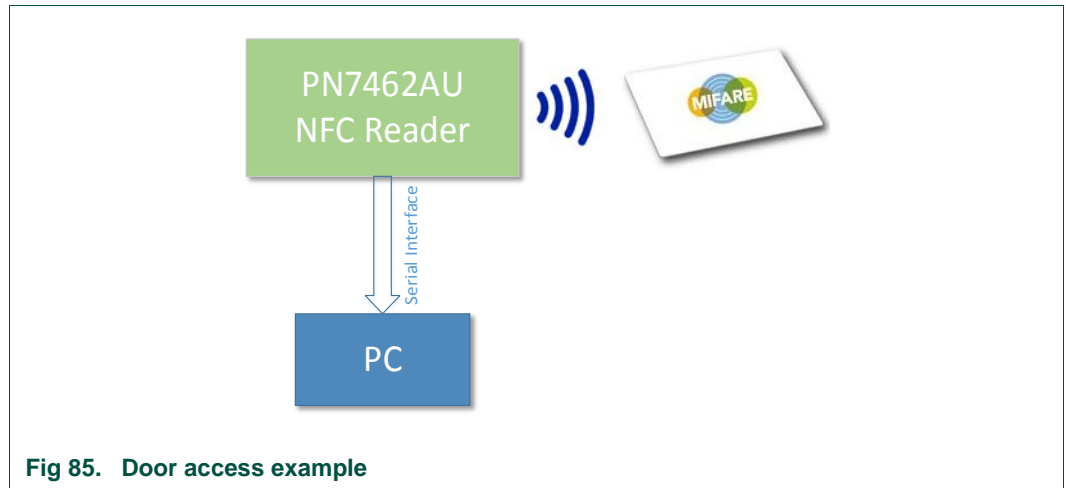 PN7462AU
NFC Reader
MIFARE
Serial Interface
PC
Fig 85. Door access example